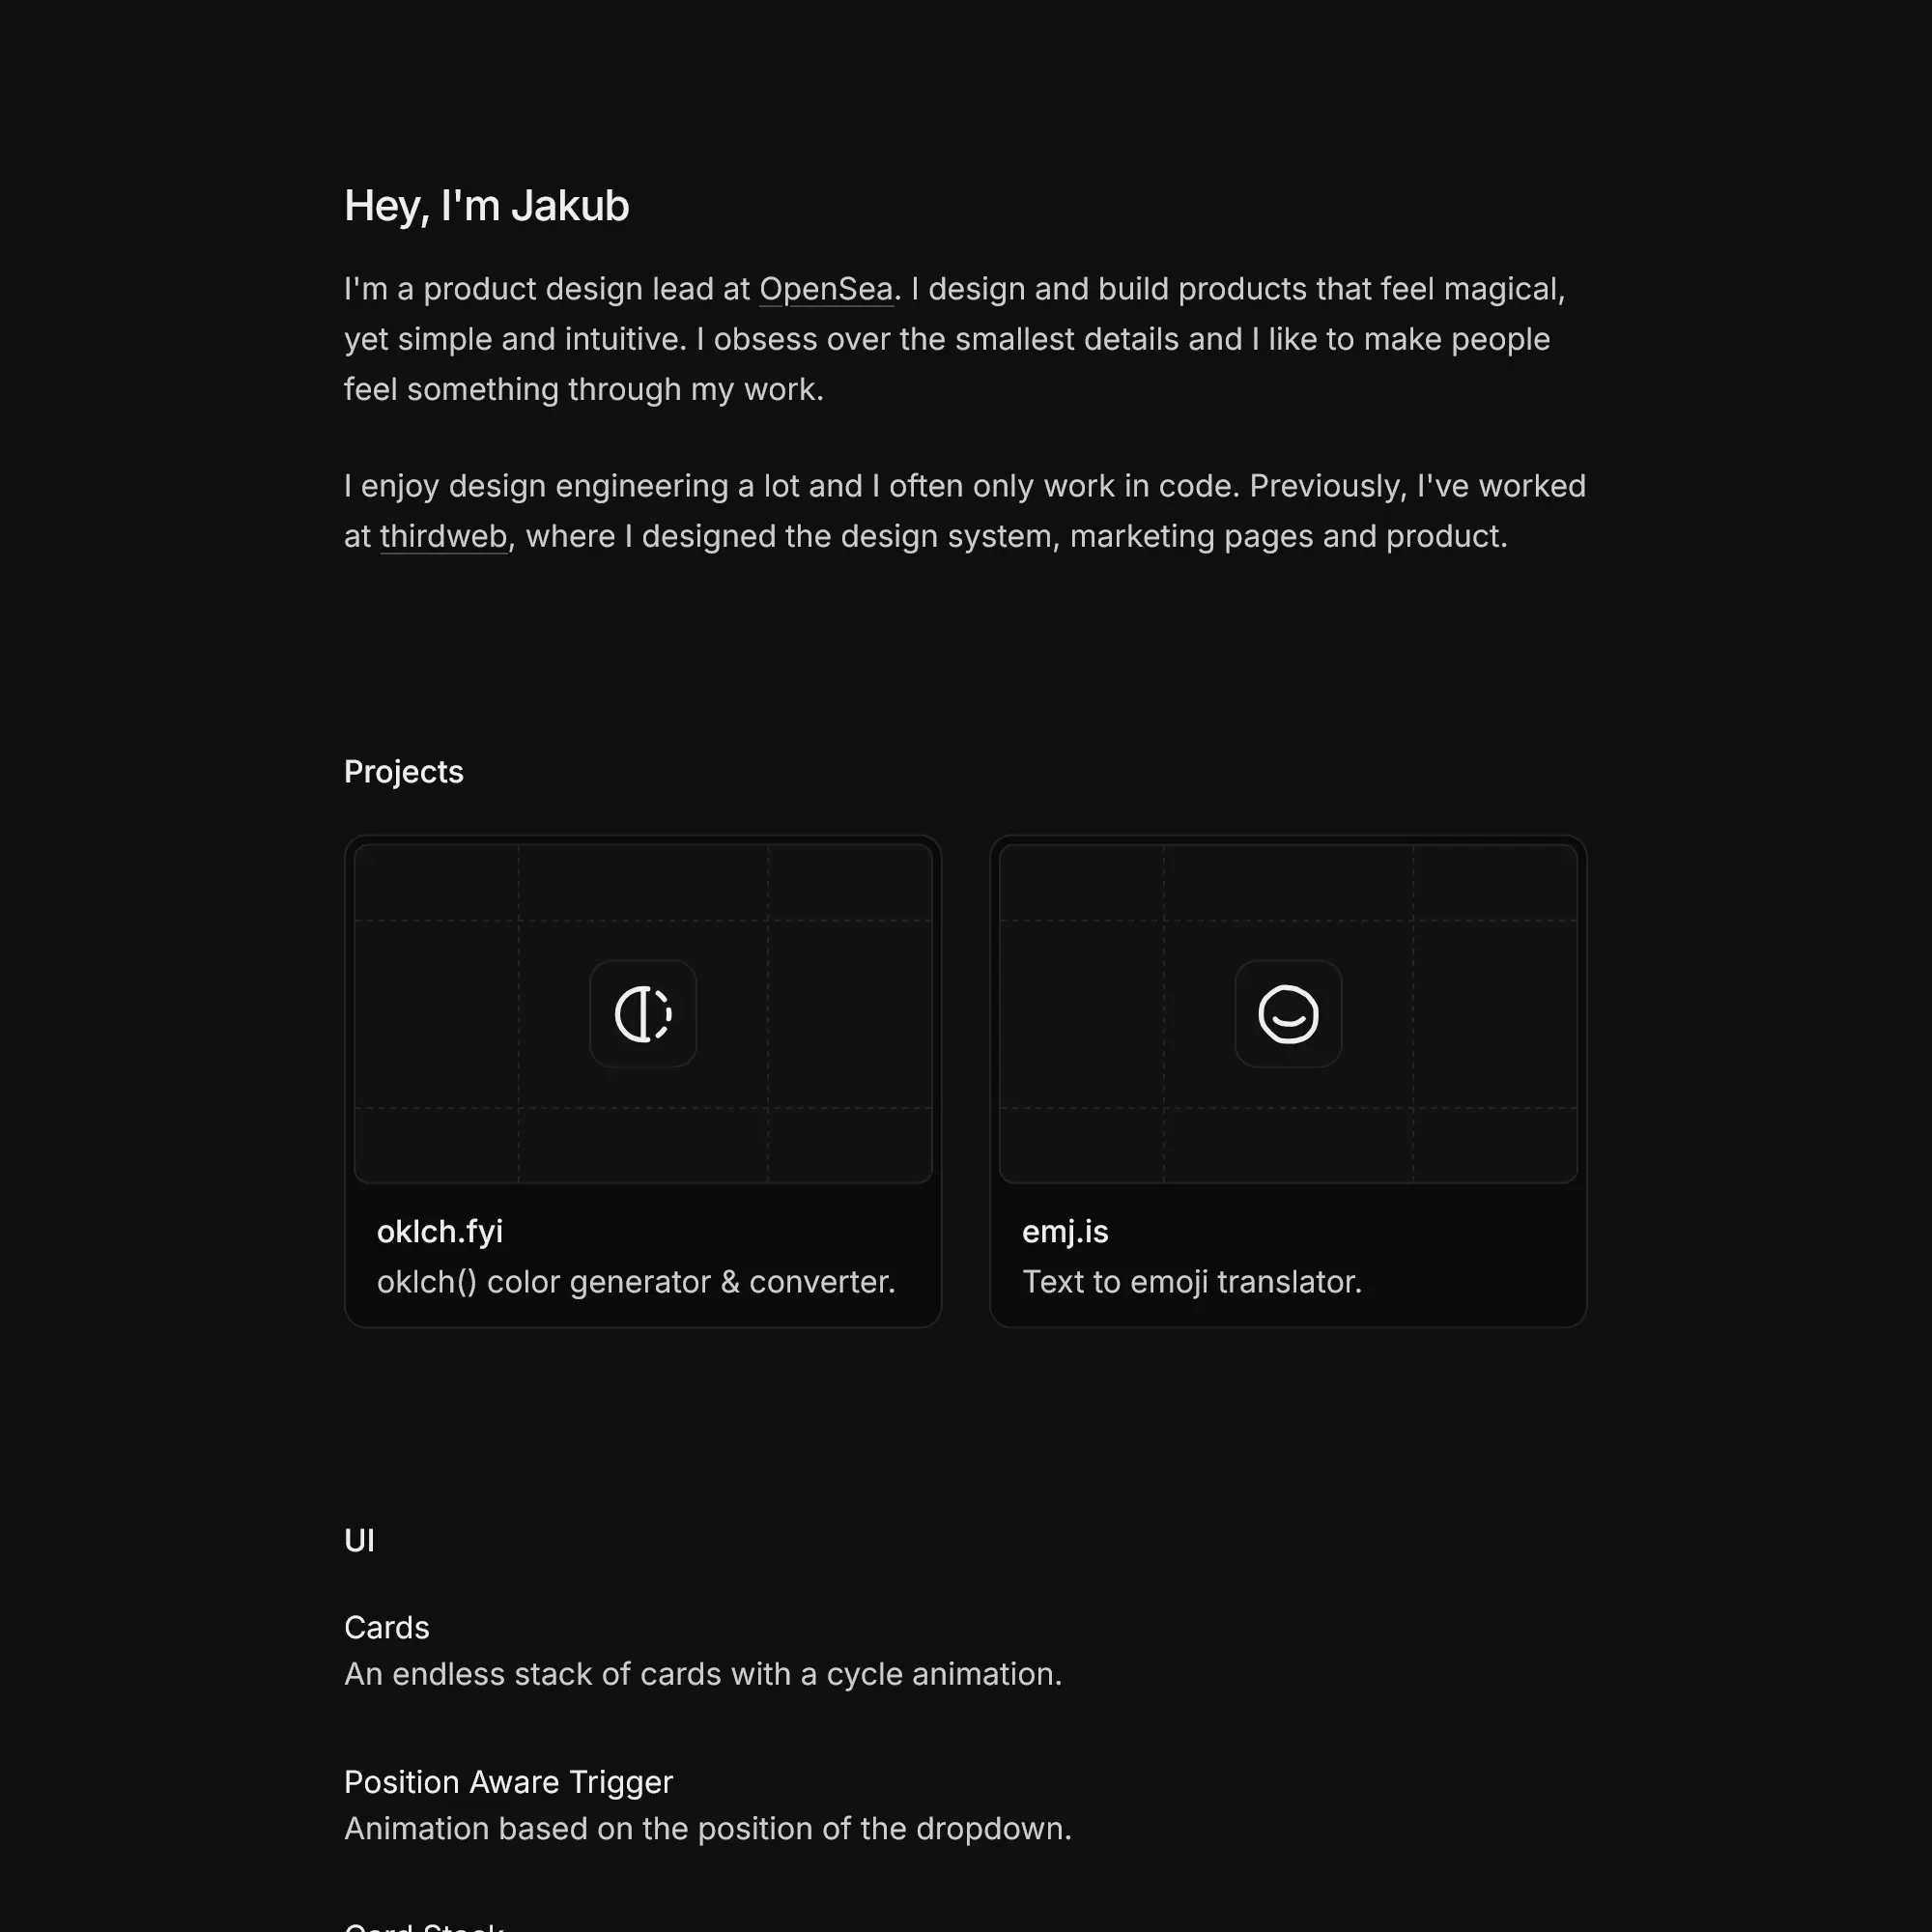 Hey, I'm Jakub
I'm a product design lead at OpenSea. I design and build products that feel magical,
yet simple and intuitive. I obsess over the smallest details and I like to make people
feel something through my work.
I enjoy design engineering a lot and I often only work in code. Previously, I've worked
at thirdweb, where I designed the design system, marketing pages and product.
Projects
oklch.fyi
oklch() color generator & converter.
emj.is
Text to emoji translator.
UI
Cards
An endless stack of cards with a cycle animation.
Position Aware Trigger
Animation based on the position of the dropdown.
Card Stack